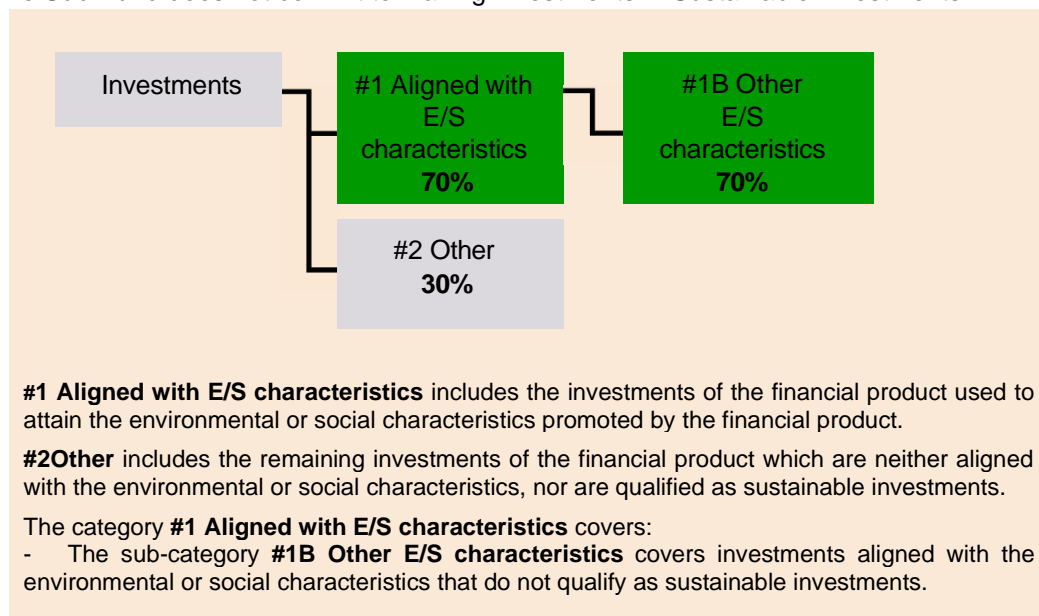 Investments
#1 Aligned with
E/S
characteristics
70%
#1B Other
E/S
characteristics
70%
#2 Other
30%
#1 Aligned with E/S characteristics includes the investments of the financial product used to
attain the environmental or social characteristics promoted by the financial product.
#2Other includes the remaining investments of the financial product which are neither aligned
with the environmental or social characteristics, nor are qualified as sustainable investments.
The category #1 Aligned with E/S characteristics covers:
- The sub-category #1B Other E/S characteristics covers investments aligned with the
environmental or social characteristics that do not qualify as sustainable investments.